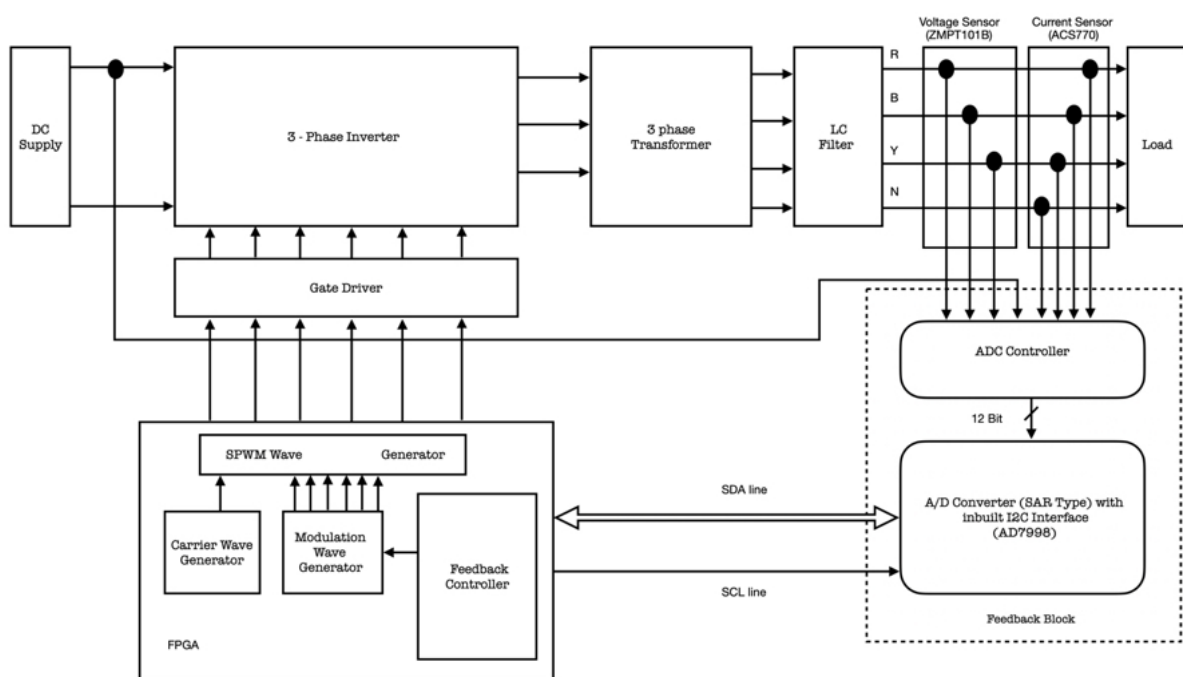 Voltage Sensor
(ZMPT101B)
Current Sensor
(ACS770)
DC
Supply
3 - Phase Inverter
3 phase
Transformer
LC
Filter
R
B
Y
N
Load
Gate Driver
ADC Controller
12 Bit
SPWM Wave Generator
Carrier Wave
Generator
Modulation
Wave
Generator
Feedback
Controller
FPGA
SDA line
SCL line
A/D Converter (SAR Type) with
inbuilt I2C Interface
(AD7998)
Feedback Block